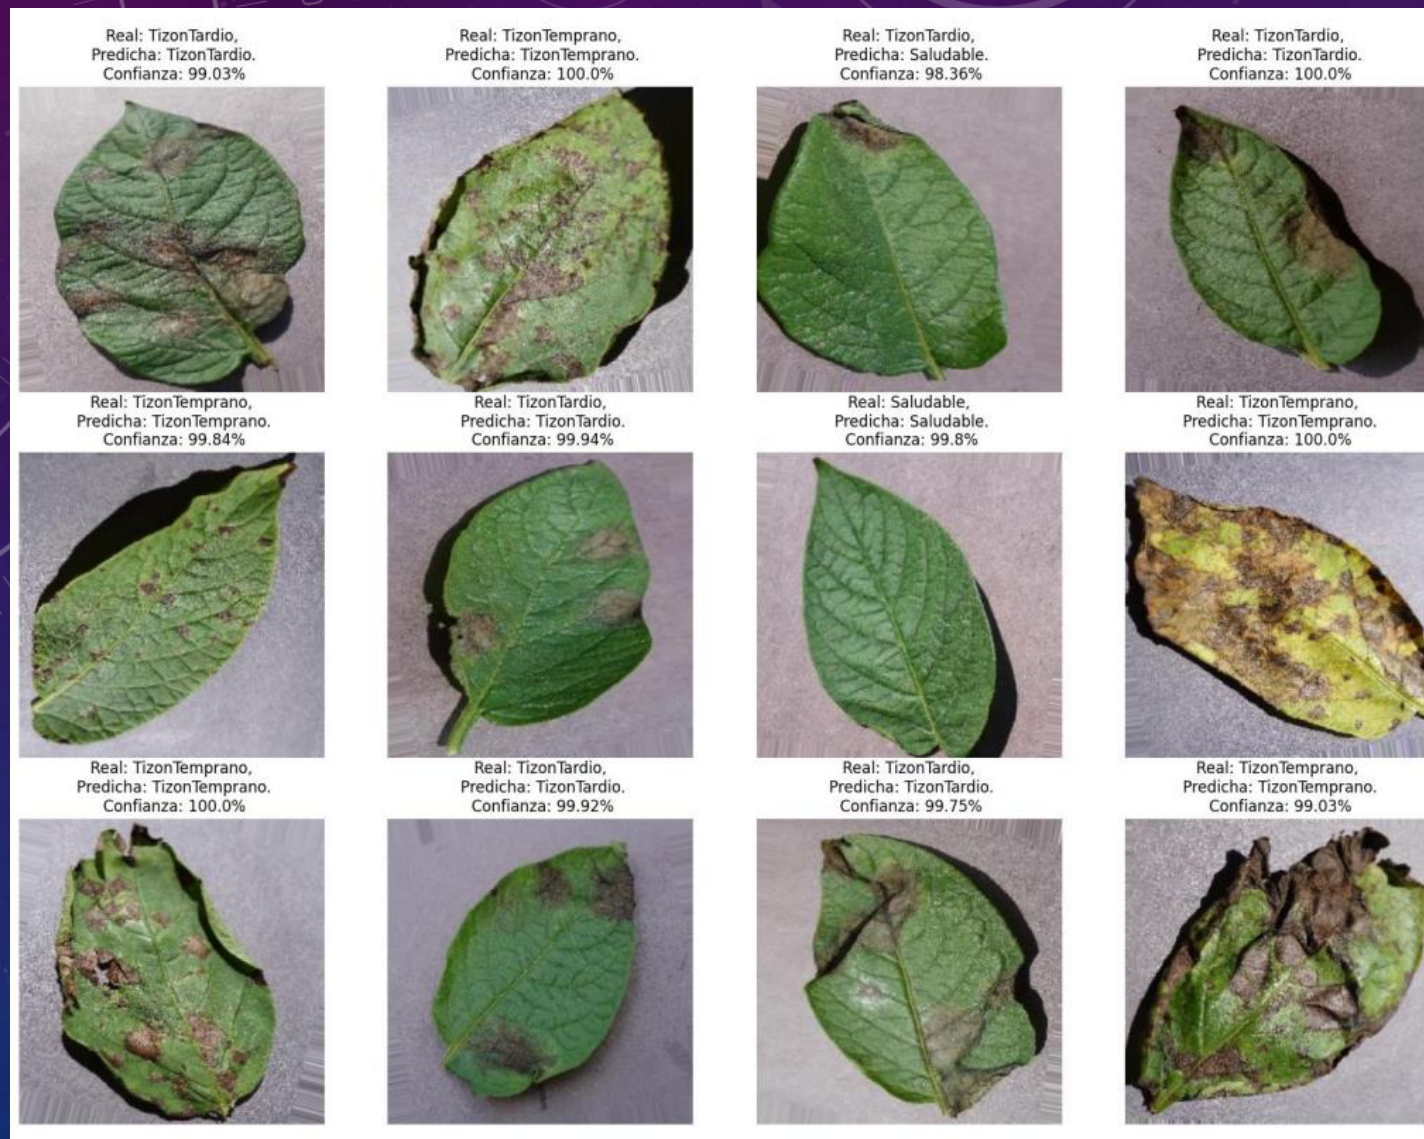 Real: TizonTardio,
Predicha: TizonTardio.
Confianza: 99.03%
Real: TizonTemprano,
Predicha: TizonTemprano.
Confianza: 100.0%
Real: TizonTardio,
Predicha: Saludable.
Confianza: 98.36%
Real: TizonTardio,
Predicha: TizonTardio.
Confianza: 100.0%
Real: TizonTemprano,
Predicha: TizonTemprano.
Confianza: 99.84%
Real: TizonTardio,
Predicha: TizonTardio.
Confianza: 99.94%
Real: Saludable,
Predicha: Saludable.
Confianza: 99.8%
Real: TizonTemprano,
Predicha: TizonTemprano.
Confianza: 100.0%
Real: TizonTemprano,
Predicha: TizonTemprano.
Confianza: 100.0%
Real: TizonTardio,
Predicha: TizonTardio.
Confianza: 99.92%
Real: TizonTardio,
Predicha: TizonTardio.
Confianza: 99.75%
Real: TizonTemprano,
Predicha: TizonTemprano.
Confianza: 99.03%